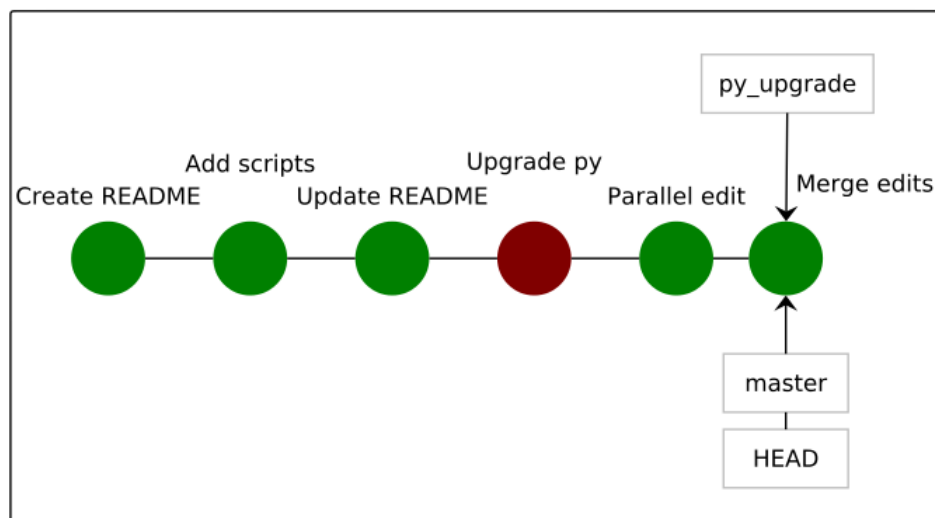 py_upgrade
Add scripts
Upgrade py
Create README
Update README
Parallel edit
Merge edits
master
HEAD